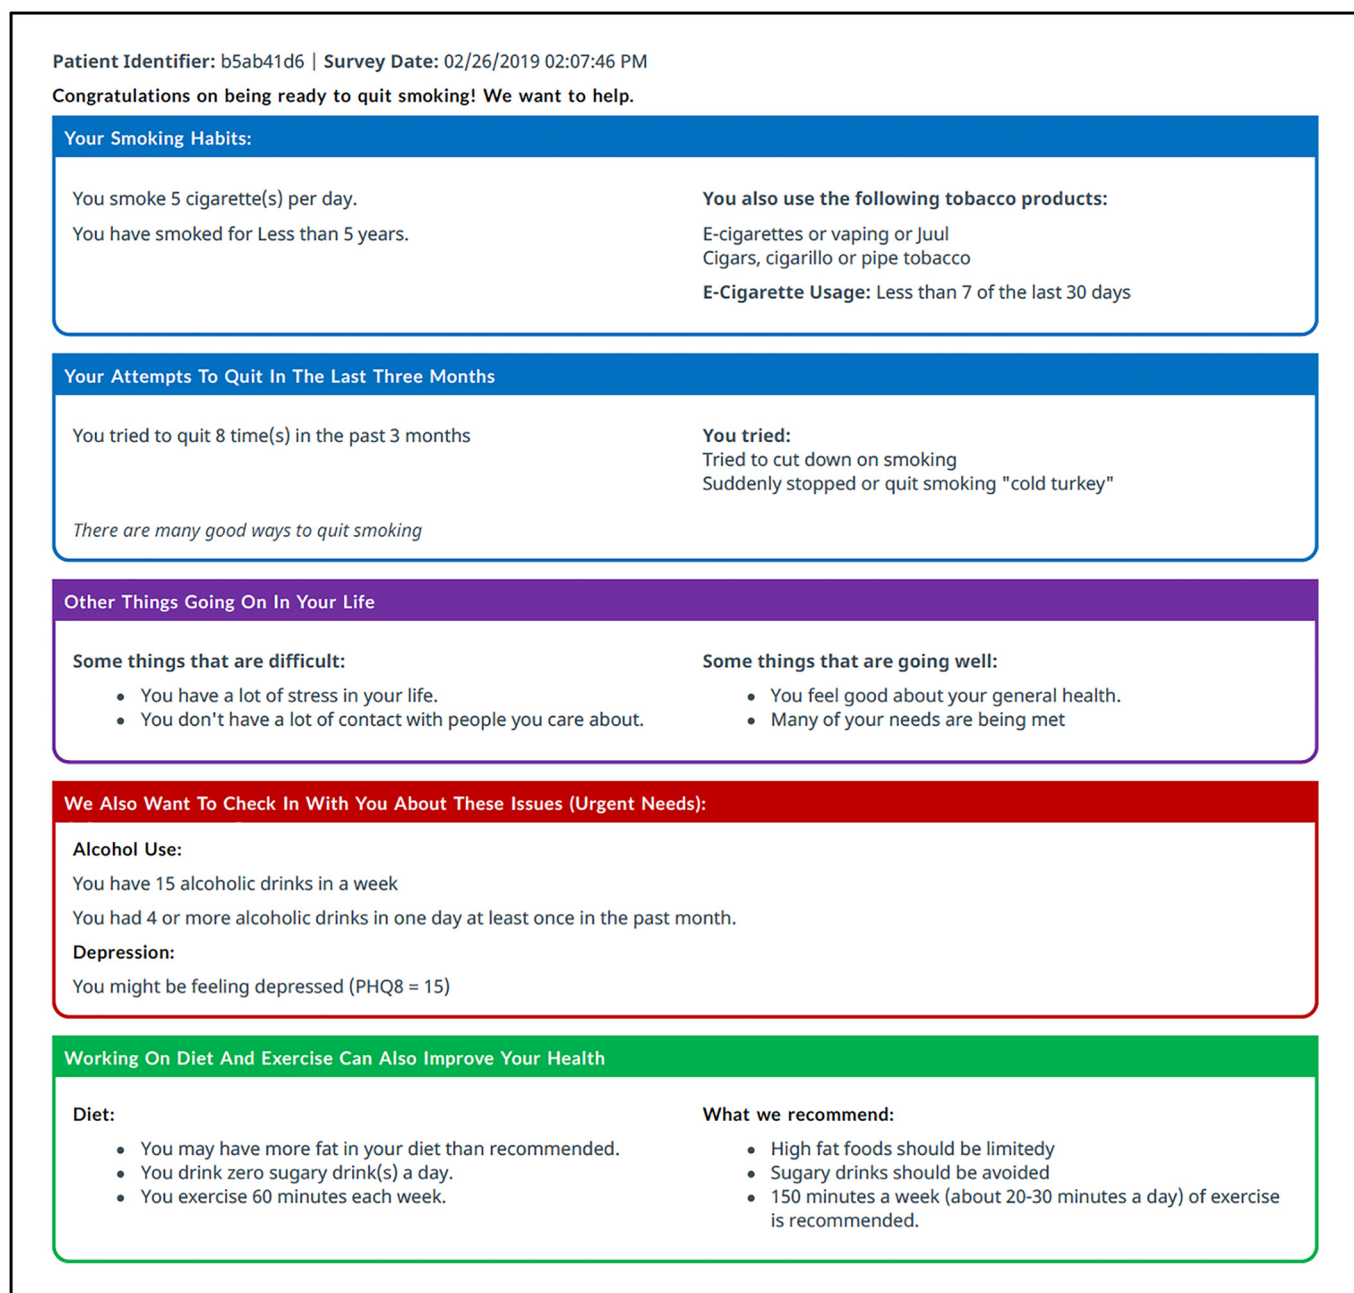 Patient Identifier: b5ab41d6 | Survey Date: 02/26/2019 02:07:46 PM
Congratulations on being ready to quit smoking! We want to help.
Your Smoking Habits:
You smoke 5 cigarette(s) per day.
You have smoked for Less than 5 years.
You also use the following tobacco products:
E-cigarettes or vaping or Juul
Cigars, cigarillo or pipe tobacco
E-Cigarette Usage: Less than 7 of the last 30 days
Your Attempts To Quit In The Last Three Months
You tried to quit 8 time(s) in the past 3 months
You tried:
Tried to cut down on smoking
Suddenly stopped or quit smoking "cold turkey"
There are many good ways to quit smoking
Other Things Going On In Your Life
Some things that are difficult:
• You have a lot of stress in your life.
• You don't have a lot of contact with people you care about.
Some things that are going well:
• You feel good about your general health.
• Many of your needs are being met
We Also Want To Check In With You About These Issues (Urgent Needs):
Alcohol Use:
You have 15 alcoholic drinks in a week
You had 4 or more alcoholic drinks in one day at least once in the past month.
Depression:
You might be feeling depressed (PHQ8 = 15)
Working On Diet And Exercise Can Also Improve Your Health
Diet:
• You may have more fat in your diet than recommended.
• You drink zero sugary drink(s) a day.
• You exercise 60 minutes each week.
What we recommend:
• High fat foods should be limitedy
• Sugary drinks should be avoided
• 150 minutes a week (about 20-30 minutes a day) of exercise
is recommended.